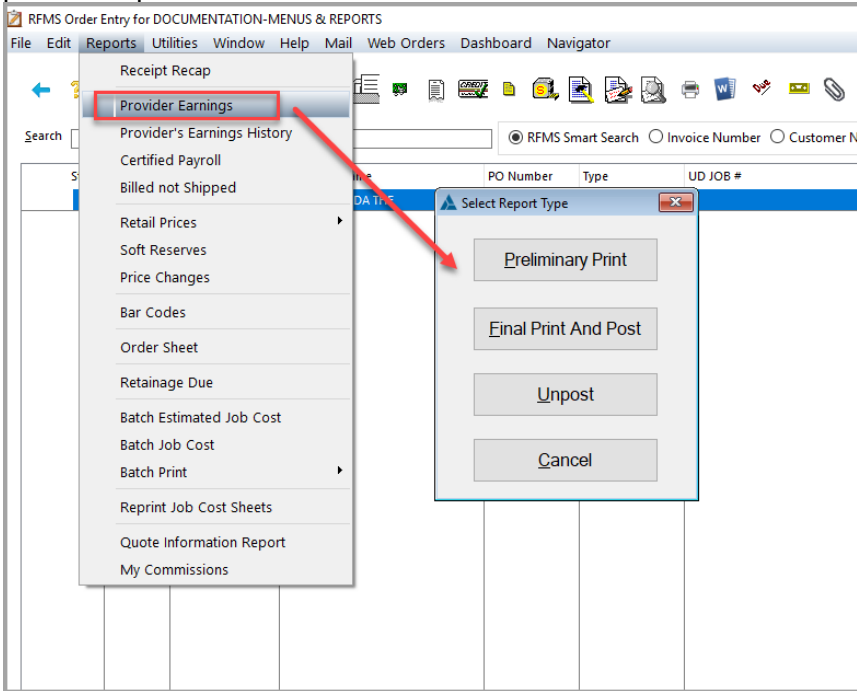 RFMS Order Entry for DOCUMENTATION-MENUS & REPORTS
File Edit Reports Utilities Window Help Mail Web Orders Dashboard Navigator
Receipt Recap
Provider Earnings
Provider's Earnings History
Certified Payroll
Billed not Shipped
Retail Prices
Soft Reserves
Price Changes
Bar Codes
Order Sheet
Retainage Due
Batch Estimated Job Cost
Batch Job Cost
Batch Print
Reprint Job Cost Sheets
Quote Information Report
My Commissions
CREDIT
S
W
Search
RFMS Smart Search Invoice Number Customer N
PO Number Type UD JOB #
DA THE
Select Report Type
Preliminary Print
Final Print And Post
Unpost
Cancel